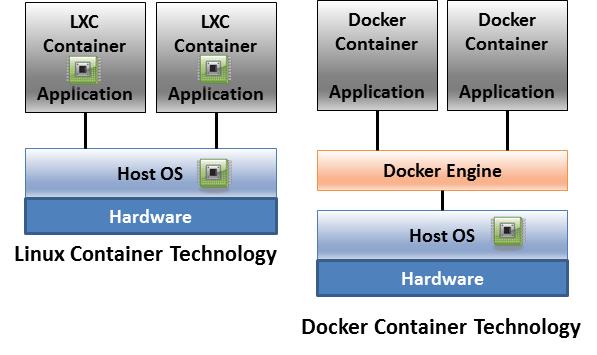 LXC
Container
Application
LXC
Container
Application
Host OS
Hardware
Linux Container Technology
Docker
Container
Application
Docker
Container
Application
Docker Engine
Host OS
Hardware
Docker Container Technology